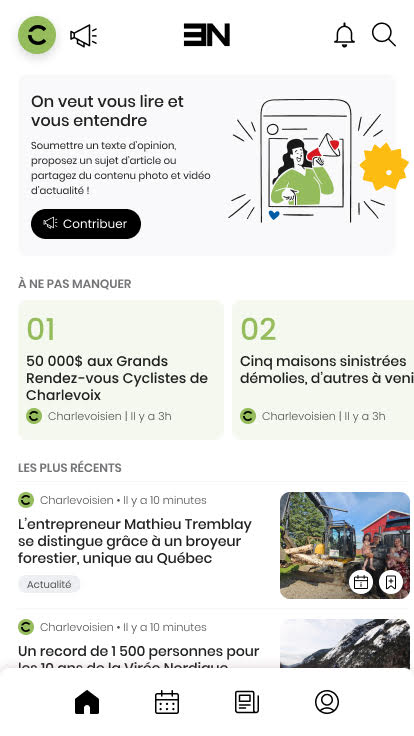 ƎN
On veut vous lire et
vous entendre
Soumettre un texte d'opinion,
proposez un sujet d'article ou
partagez du contenu photo et vidéo
d'actualité !
Contribuer
À NE PAS MANQUER
01
50 000$ aux Grands
Rendez-vous Cyclistes de
Charlevoix
Charlevoisien | Il y a 3h
02
Cinq maisons sinistrées
démolies, d'autres à veni
Charlevoisien | Il y a 3h
LES PLUS RÉCENTS
Charlevoisien • Il y a 10 minutes
L'entrepreneur Mathieu Tremblay
se distingue grâce à un broyeur
forestier, unique au Québec
Actualité
Charlevoisien • Il y a 10 minutes
Un record de 1 500 personnes pour
les 10 ans de la Virée Nordique